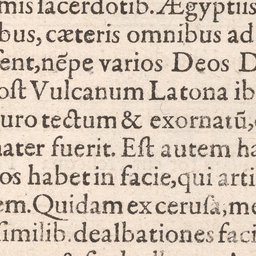 mis ſacerdotib. Ægyptiis
bus, cæteris omnibus ad
ſent, nẽpe varios Deos D
oſt Vulcanum Latona ib
uro tectum & exornatũ,
nater fuerit. Eſt autem ha
os habet in facie, qui arti
em. Quidam ex ceruſa, me
ſimilib. dealbationes faci